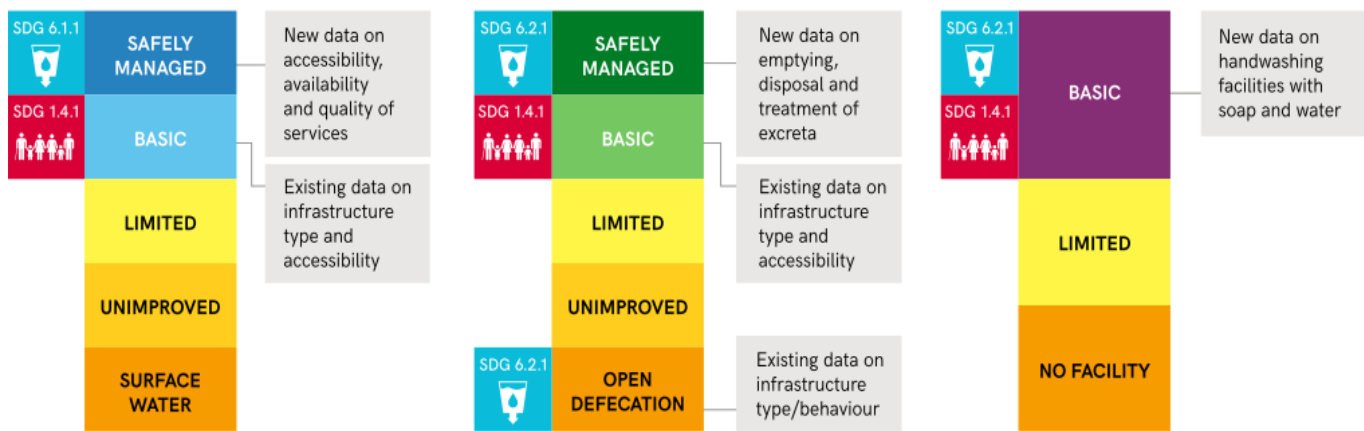 SDG 6.1.1
SAFELY
MANAGED
New data on
accessibility,
availability
and quality of
services
SDG 1.4.1
BASIC
Existing data on
infrastructure
type and
accessibility
LIMITED
UNIMPROVED
SURFACE
WATER
SDG 6.2.1
SAFELY
MANAGED
New data on
emptying,
disposal and
treatment of
excreta
SDG 1.4.1
BASIC
Existing data on
infrastructure
type and
accessibility
LIMITED
UNIMPROVED
SDG 6.2.1
OPEN
DEFECATION
Existing data on
infrastructure
type/behaviour
SDG 6.2.1
SDG 1.4.1
BASIC
New data on
handwashing
facilities with
soap and water
LIMITED
NO FACILITY